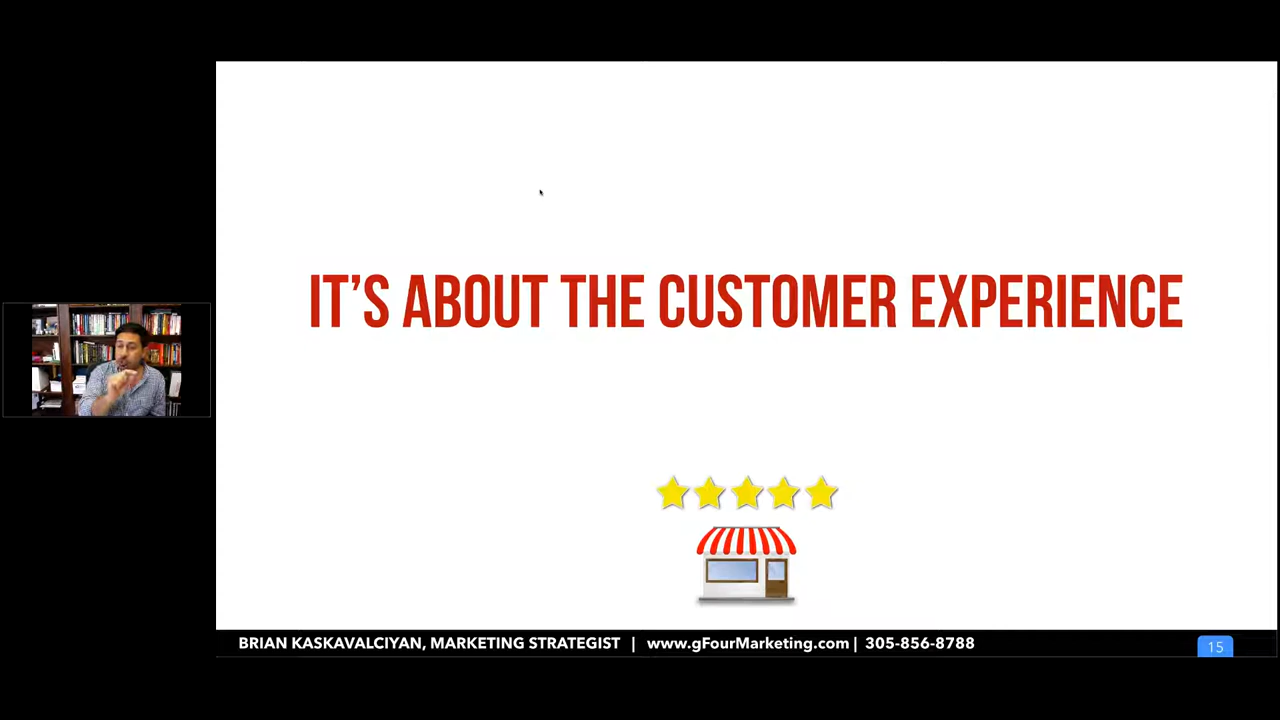 IT'S ABOUT THE CUSTOMER EXPERIENCE
BRIAN KASKAVALCIYAN, MARKETING STRATEGIST | www.gFourMarketing.com | 305-856-8788
15